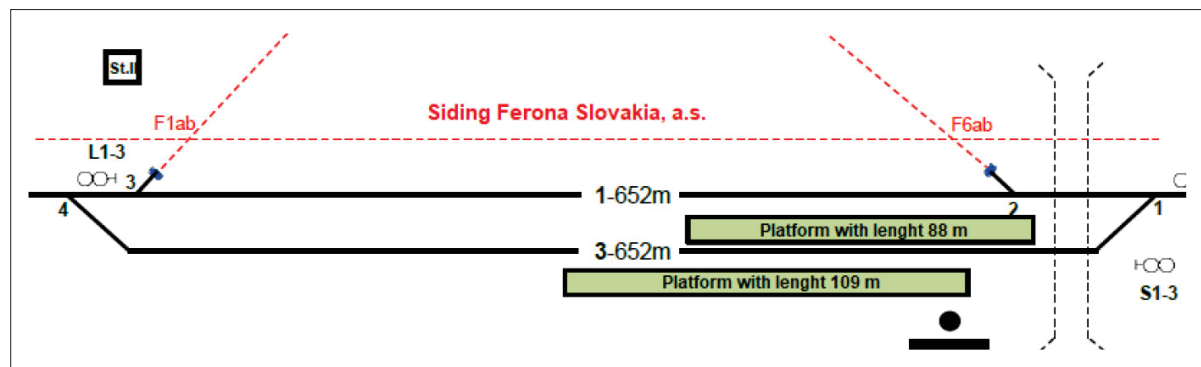 St.II
Siding Ferona Slovakia, a.s.
F1ab
F6ab
L1-3
3
1-652m
4
2
1
Platform with lenght 88 m
3-652m
Platform with lenght 109 m
S1-3